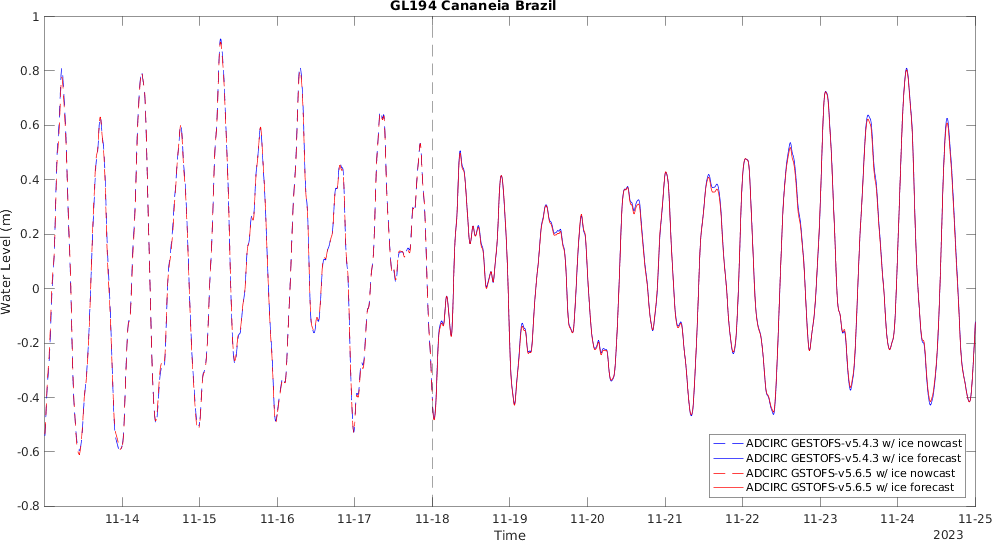 GL194 Cananeia Brazil
1
0.8
0.6
0.4
0.2
0
-0.2
-0.4
-0.6
-0.8
Water Level (m)
ADCIRC GESTOFS-v5.4.3 w/ ice nowcast
ADCIRC GESTOFS-v5.4.3 w/ ice forecast
ADCIRC GSTOFS-v5.6.5 w/ ice nowcast
ADCIRC GSTOFS-v5.6.5 w/ ice forecast
11-14 11-15 11-16 11-17 11-18 11-19 11-20 11-21 11-22 11-23 11-24 11-25
Time
2023